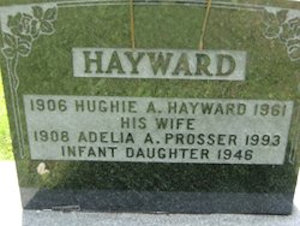 HAYWARD
1906 HUGHIE A. HAYWARD 1961
HIS WIFE
1908 ADELIA A. PROSSER 1993
INFANT DAUGHTER 1946